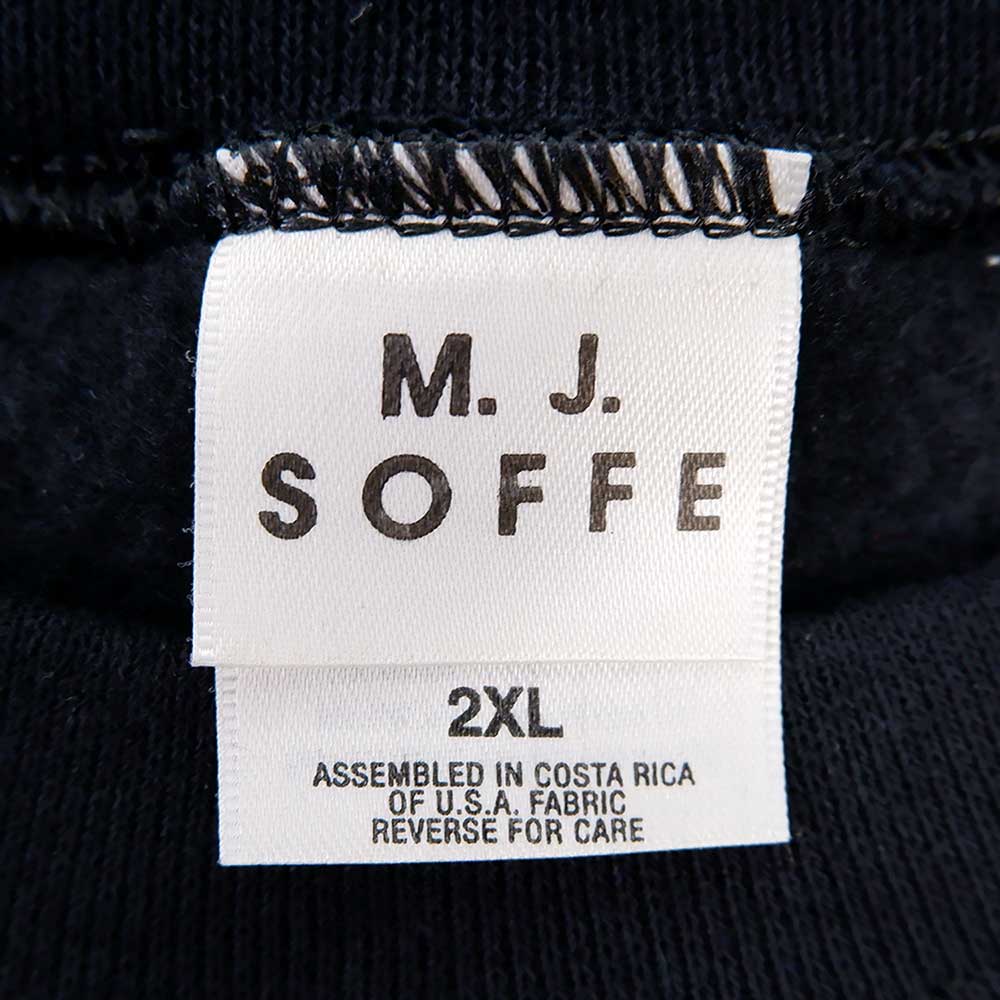 M. J.
SOFFE
2XL
ASSEMBLED IN COSTA RICA
OF U.S.A. FABRIC
REVERSE FOR CARE